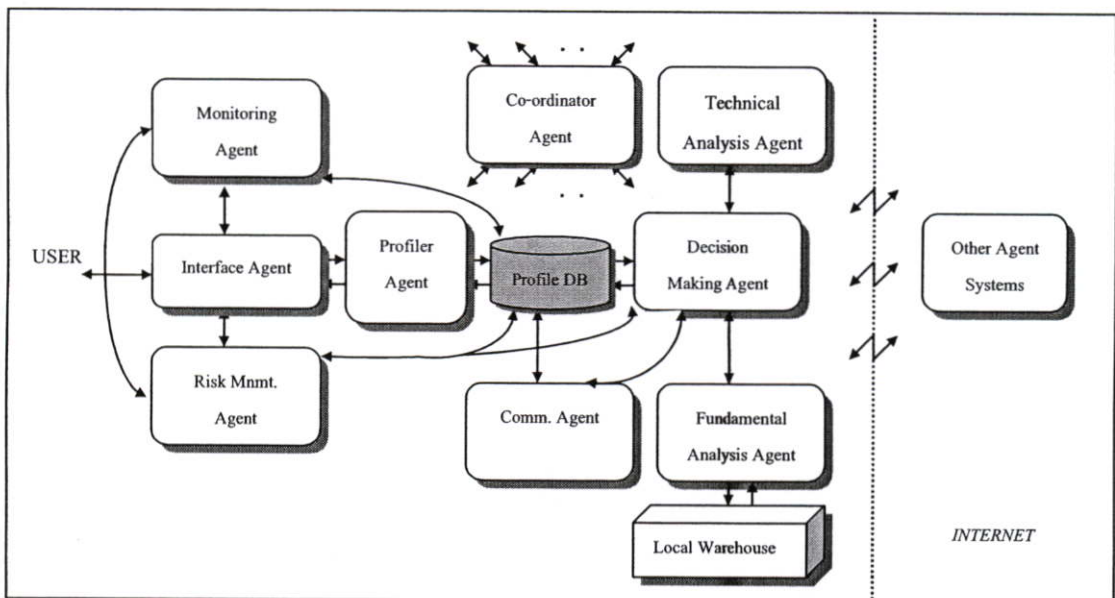 Monitoring
Agent
Co-ordinator
Agent
Technical
Analysis Agent
USER
Interface Agent
Profiler
Agent
Profile DB
Decision
Making Agent
Other Agent
Systems
Risk Mnmt.
Agent
Comm. Agent
Fundamental
Analysis Agent
Local Warehouse
INTERNET